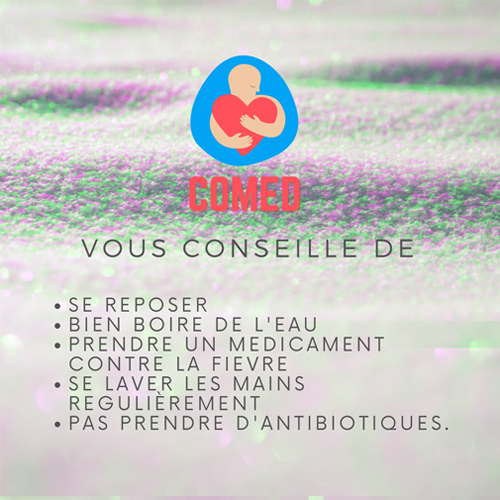 COMED
VOUS CONSEILLE DE
• SE REPOSER
• BIEN BOIRE DE L'EAU
• PRENDRE UN MEDICAMENT
CONTRE LA FIEVRE
• SE LAVER LES MAINS
REGULIÈREMENT
• PAS PRENDRE D'ANTIBIOTIQUES.